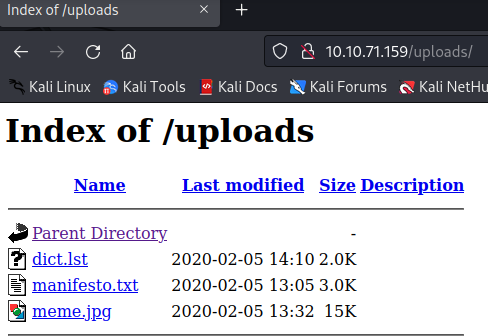 Index of /uploads × +
10.10.71.159/uploads/
Kali Linux Kali Tools Kali Docs Kali Forums Kali NetHu
Index of /uploads
Name Last modified Size Description
Parent Directory -
dict.lst 2020-02-05 14:10 2.0K
manifesto.txt 2020-02-05 13:05 3.0K
meme.jpg 2020-02-05 13:32 15K